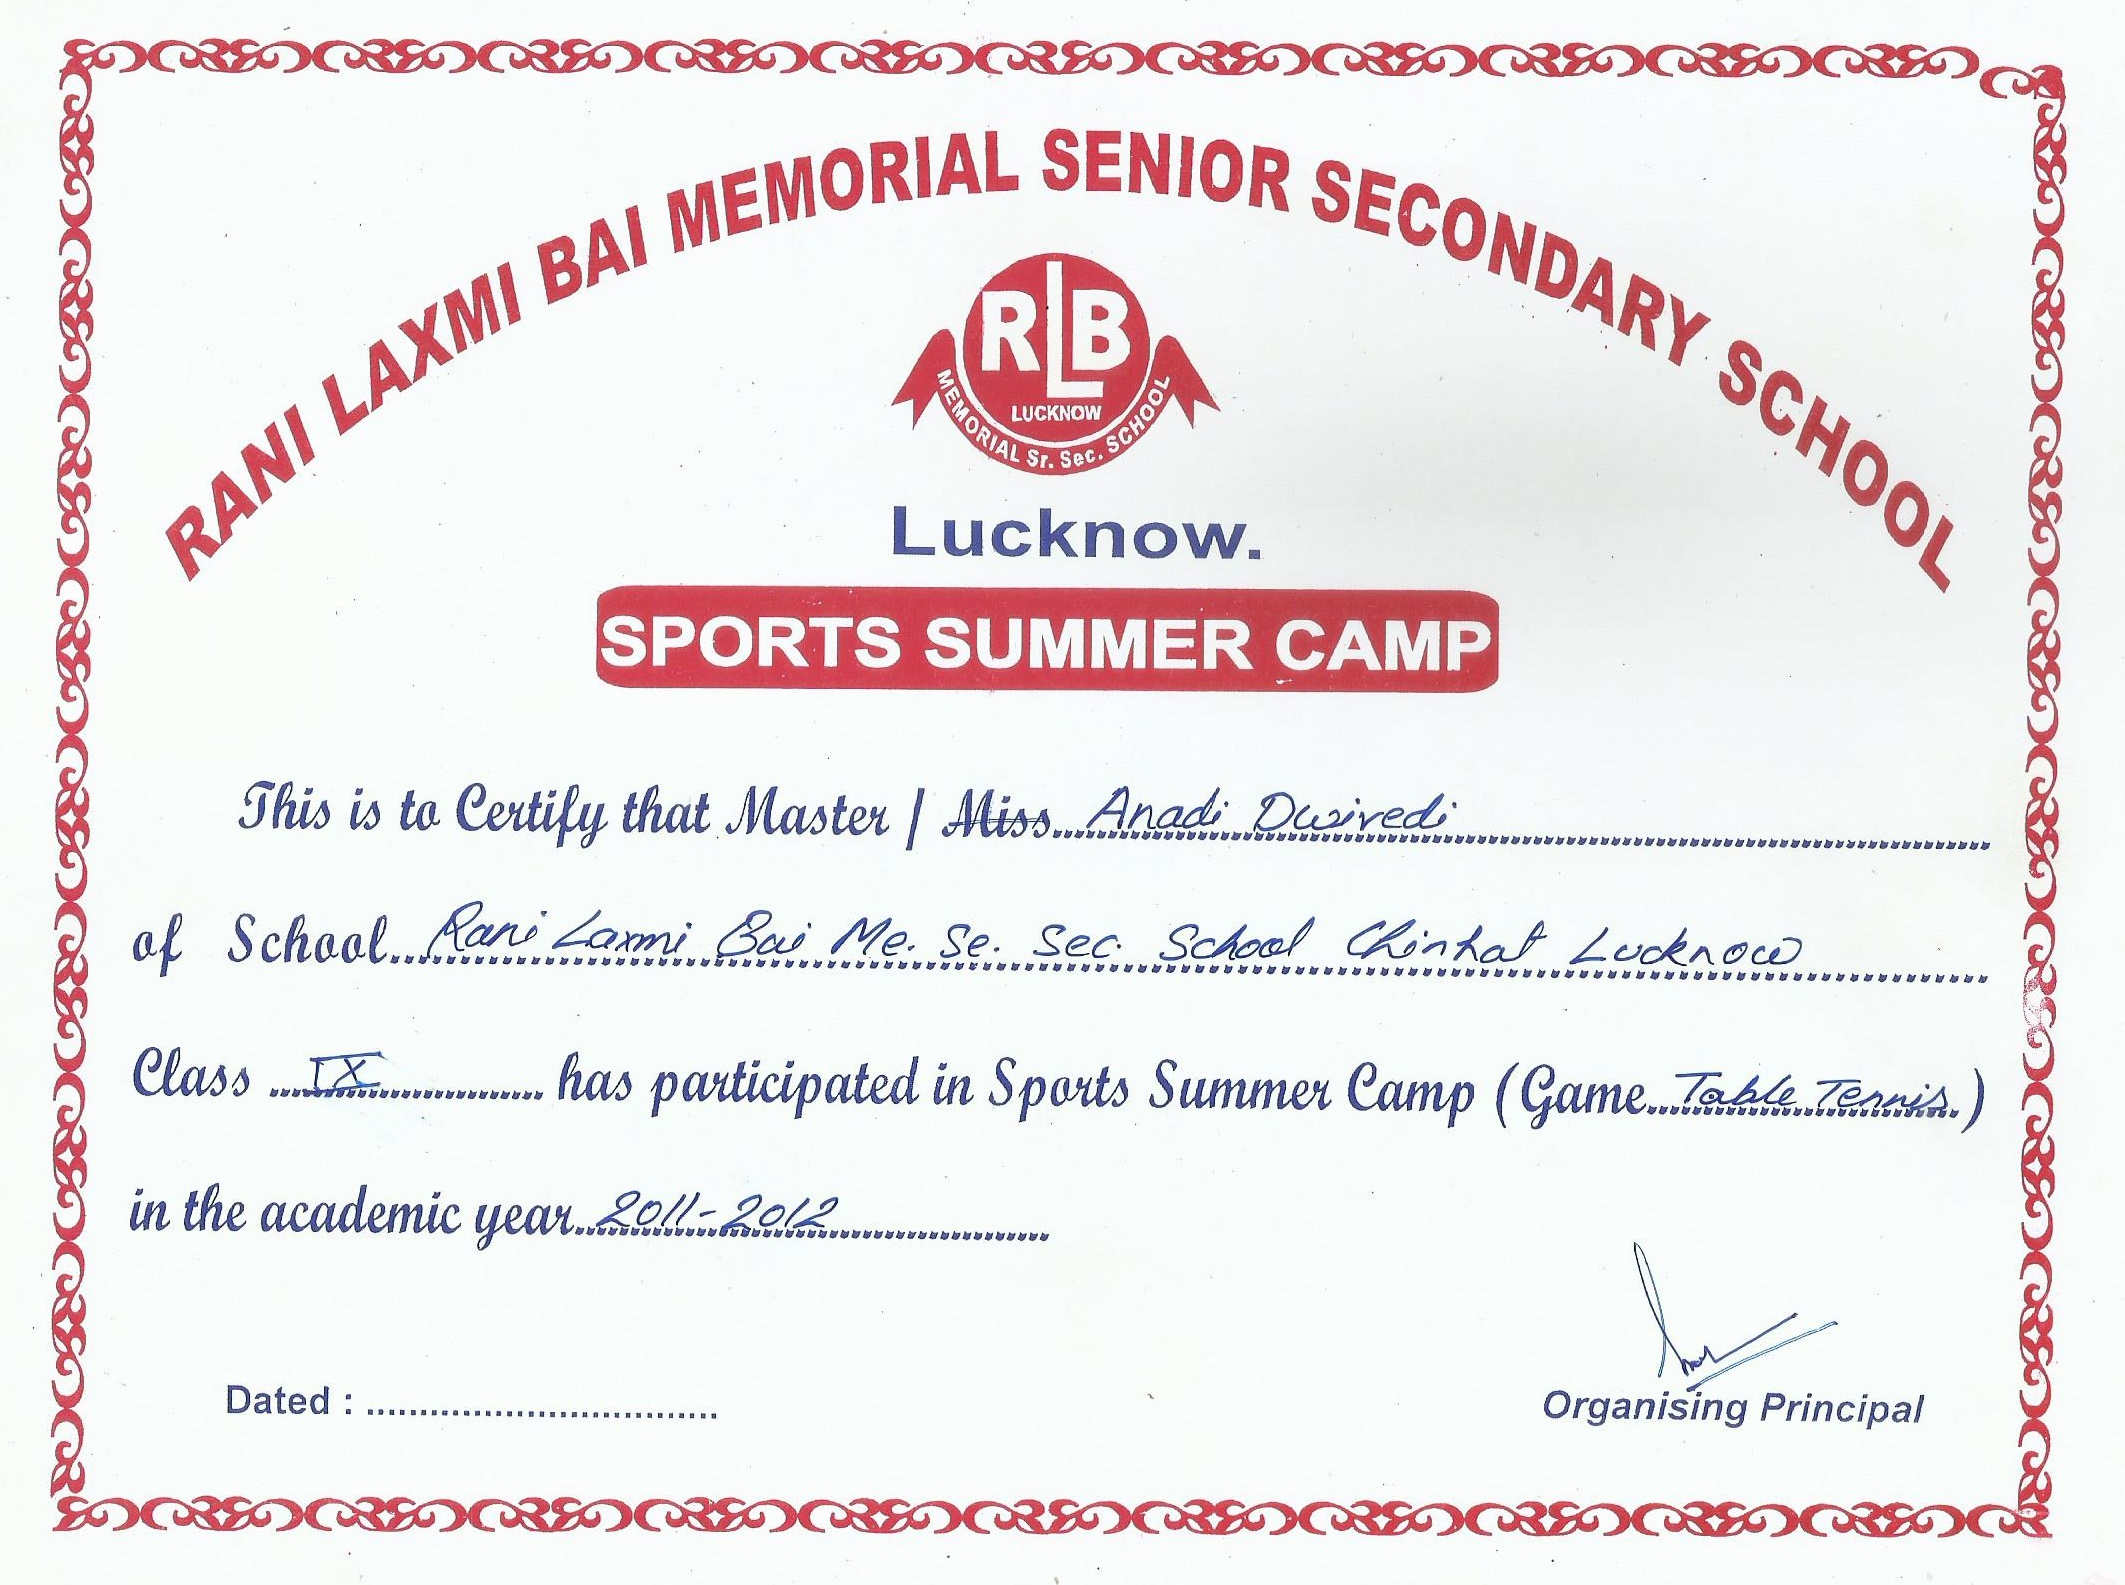 RANI LAXMI BAI MEMORIAL SENIOR SECONDARY SCHOOL
RLB
LUCKNOW
MEMORIAL Sr. Sec. SCHOOL
Lucknow.
SPORTS SUMMER CAMP
This is to Certify that Master / Miss Anadi Dwivedi
of School Rani Laxmi Bai Me. Se. Sec. School Chinhat Lucknow
Class IX has participated in Sports Summer Camp (Game Table Tennis.)
in the academic year 2011-2012
Dated :
Organising Principal